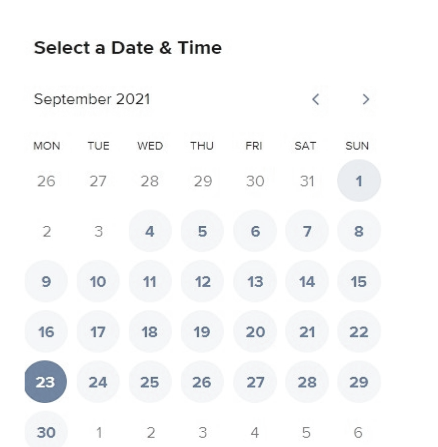 Select a Date & Time
September 2021
MON TUE WED THU FRI SAT SUN
26 27 28 29 30 31 1
2 3 4 5 6 7 8
9 10 11 12 13 14 15
16 17 18 19 20 21 22
23 24 25 26 27 28 29
30 1 2 3 4 5 6